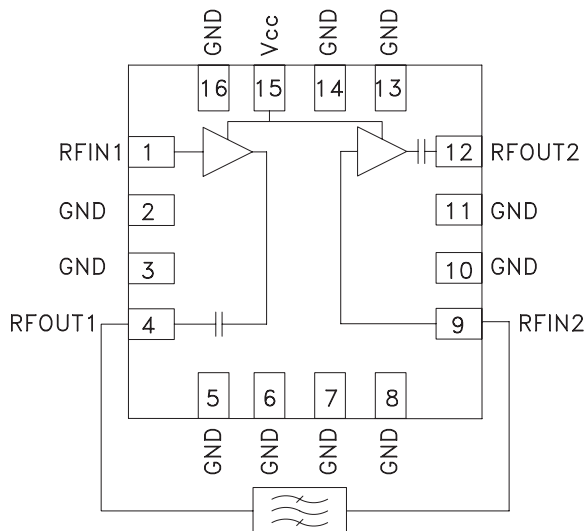 GND Vcc GND GND
16 15 14 13
RFIN1 1 12 RFOUT2
GND 2 11 GND
GND 3 10 GND
RFOUT1 4 9 RFIN2
5 6 7 8
GND GND GND GND